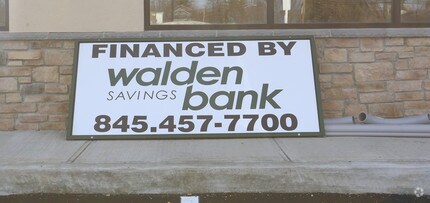 FINANCED BY
walden
SAVINGS bank
845.457-7700